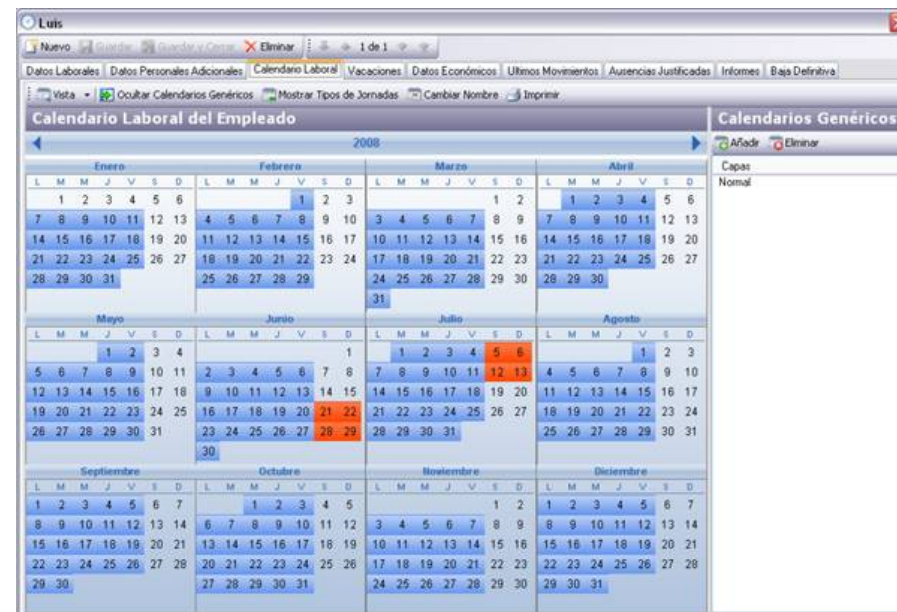 Luis
Nuevo Guardar Guardar y Cerrar Eliminar 1 de 1
Datos Laborales Datos Personales Adicionales Calendario Laboral Vacaciones Datos Económicos Ultimos Movimientos Ausencias Justificadas Informes Baja Definitiva
Vista Ocultar Calendarios Genéricos Mostrar Tipos de Jornadas Cambiar Nombre Imprimir
Calendario Laboral del Empleado Calendarios Genéricos
2008 Añadir Eliminar
Enero Febrero Marzo Abril Capas
L M M J V S D L M M J V S D L M M J V S D L M M J V S D Normal
1 2 3 4 5 6 1 2 3 1 2 1 2 3 4 5 6
7 8 9 10 11 12 13 4 5 6 7 8 9 10 3 4 5 6 7 8 9 7 8 9 10 11 12 13
14 15 16 17 18 19 20 11 12 13 14 15 16 17 10 11 12 13 14 15 16 14 15 16 17 18 19 20
21 22 23 24 25 26 27 18 19 20 21 22 23 24 17 18 19 20 21 22 23 21 22 23 24 25 26 27
28 29 30 31 25 26 27 28 29 24 25 26 27 28 29 30 28 29 30
31
Mayo Junio Julio Agosto
L M M J V S D L M M J V S D L M M J V S D L M M J V S D
1 2 3 4 1 1 2 3 4 5 6 1 2 3
5 6 7 8 9 10 11 2 3 4 5 6 7 8 7 8 9 10 11 12 13 4 5 6 7 8 9 10
12 13 14 15 16 17 18 9 10 11 12 13 14 15 14 15 16 17 18 19 20 11 12 13 14 15 16 17
19 20 21 22 23 24 25 16 17 18 19 20 21 22 21 22 23 24 25 26 27 18 19 20 21 22 23 24
26 27 28 29 30 31 23 24 25 26 27 28 29 28 29 30 31 25 26 27 28 29 30 31
30
Septiembre Octubre Noviembre Diciembre
L M M J V S D L M M J V S D L M M J V S D L M M J V S D
1 2 3 4 5 6 7 1 2 3 4 5 1 2 1 2 3 4 5 6 7
8 9 10 11 12 13 14 6 7 8 9 10 11 12 3 4 5 6 7 8 9 8 9 10 11 12 13 14
15 16 17 18 19 20 21 13 14 15 16 17 18 19 10 11 12 13 14 15 16 15 16 17 18 19 20 21
22 23 24 25 26 27 28 20 21 22 23 24 25 26 17 18 19 20 21 22 23 22 23 24 25 26 27 28
29 30 27 28 29 30 31 24 25 26 27 28 29 30 29 30 31